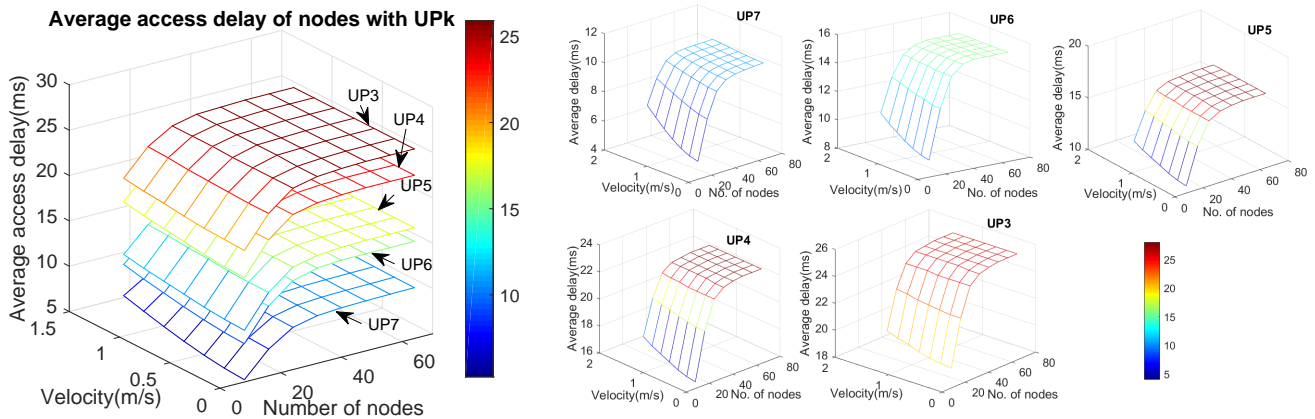 Average access delay of nodes with UPk
Average access delay(ms)
30
25
20
15
10
5
1.5
1
0.5
0
Velocity(m/s)
0
20
40
60
Number of nodes
UP3
UP4
UP5
UP6
UP7
25
20
15
10
UP7
Average delay(ms)
12
10
8
6
4
2
1
0
Velocity(m/s)
0
20
40
60
80
No. of nodes
UP6
Average delay(ms)
16
14
12
10
8
2
1
0
Velocity(m/s)
0
20
40
60
80
No. of nodes
UP5
Average delay(ms)
20
15
10
2
1
0
Velocity(m/s)
0
20
40
60
80
No. of nodes
UP4
Average delay(ms)
24
22
20
18
16
2
1
0
Velocity(m/s)
0
20
40
60
80
No. of nodes
UP3
Average delay(ms)
26
24
22
20
18
2
1
0
Velocity(m/s)
0
20
40
60
80
No. of nodes
25
20
15
10
5